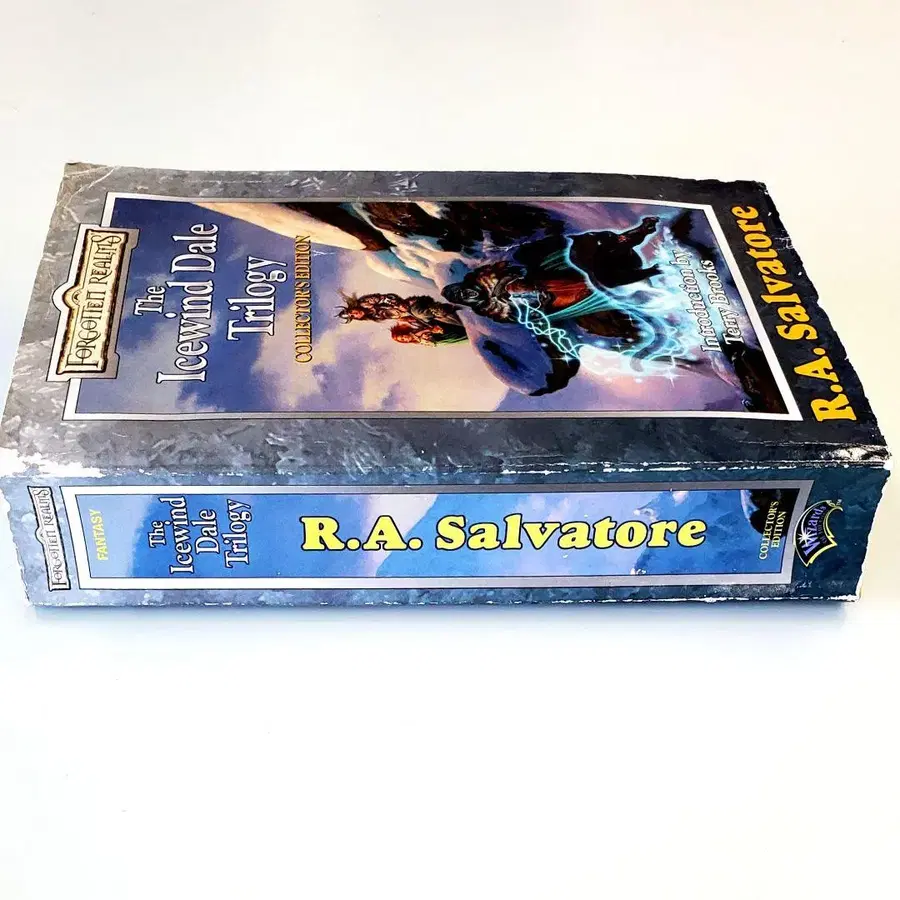 FORGOTTEN REALMS
The
Icewind Dale
Trilogy
COLLECTOR'S EDITION
Introduction by
Terry Brooks
R.A. Salvatore
FORGOTTEN REALMS
FANTASY
The
Icewind
Dale
Trilogy
R.A. Salvatore
COLLECTOR'S
EDITION
Wizards